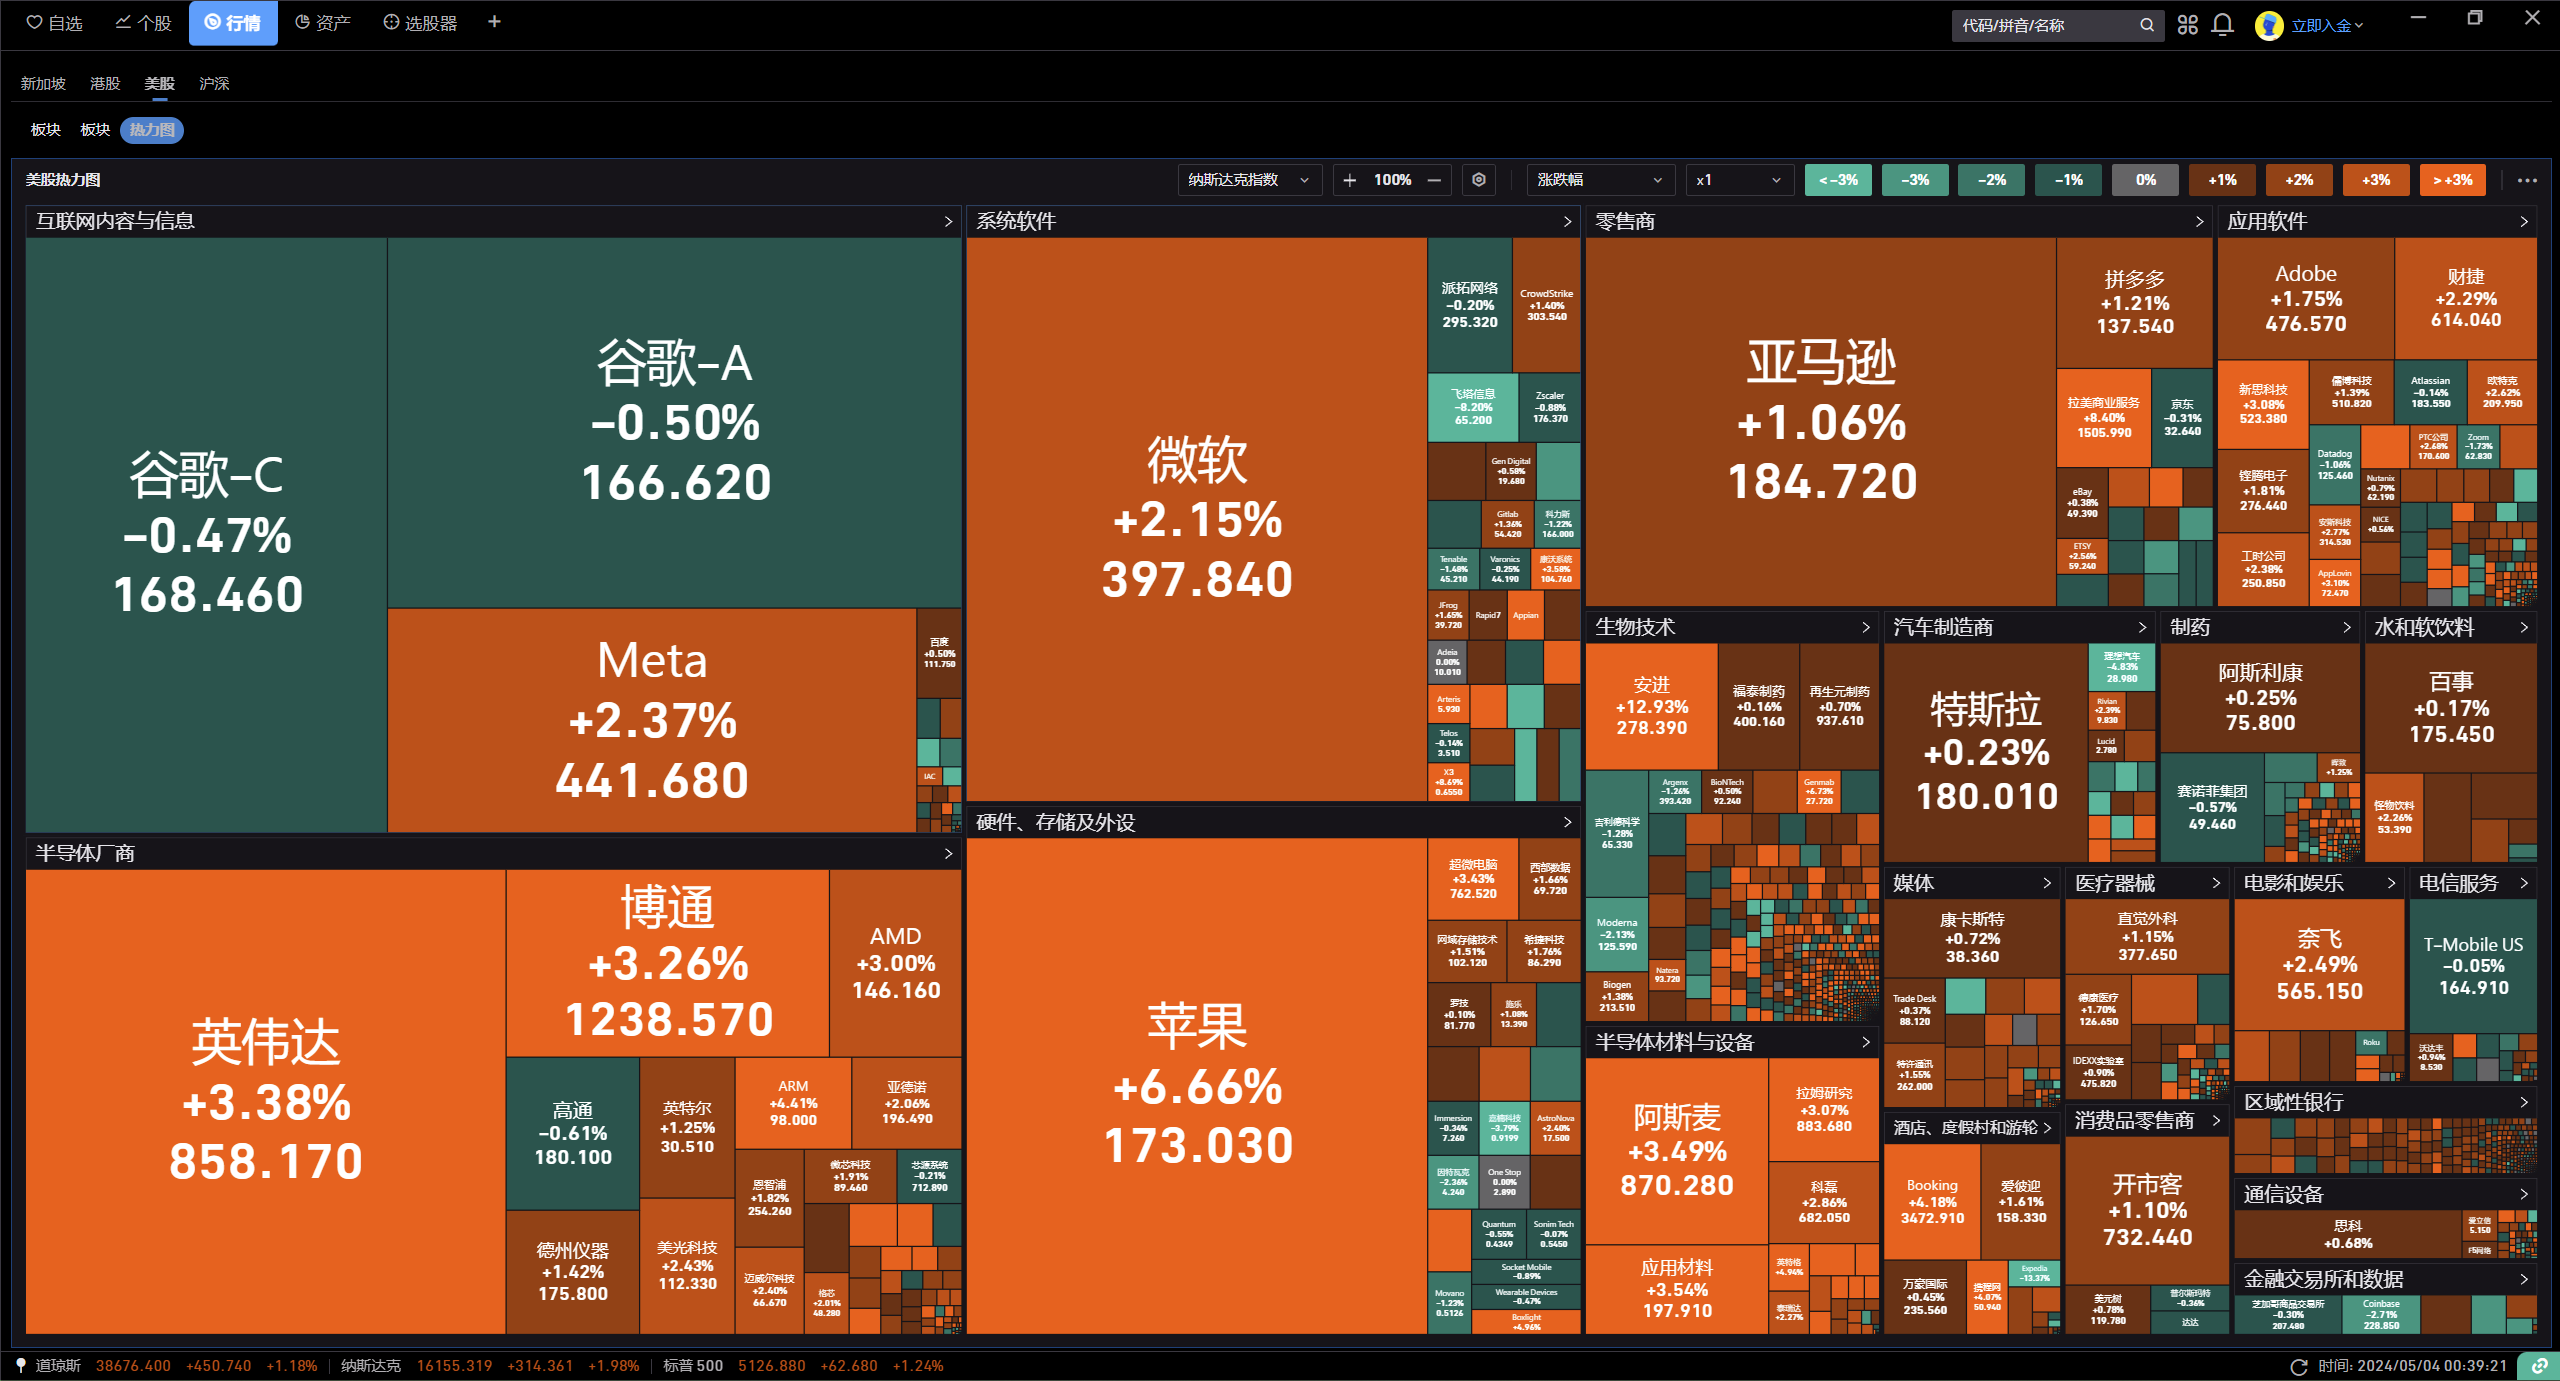 自选 个股 行情 资产 选股器 +
代码/拼音/名称
立即入金
新加坡 港股 美股 沪深
板块 板块 热力图
美股热力图
纳斯达克指数
+ 100% −
涨跌幅
x1
<-3% -3% -2% -1% 0% +1% +2% +3% >+3%
互联网内容与信息
谷歌-C
-0.47%
168.460
谷歌-A
-0.50%
166.620
Meta
+2.37%
441.680
百度
+0.50%
111.750
IAC
半导体厂商
英伟达
+3.38%
858.170
博通
+3.26%
1238.570
AMD
+3.00%
146.160
高通
-0.61%
180.100
英特尔
+1.25%
30.510
ARM
+4.41%
98.000
亚德诺
+2.06%
196.490
德州仪器
+1.42%
175.800
美光科技
+2.43%
112.330
恩智浦
+1.82%
254.260
微芯科技
+1.91%
89.460
芯源系统
-0.21%
712.890
迈威尔科技
+2.40%
66.670
格芯
+2.01%
48.280
系统软件
微软
+2.15%
397.840
派拓网络
-0.20%
295.320
CrowdStrike
+1.40%
303.540
飞塔信息
-8.20%
65.200
Zscaler
-0.88%
176.370
Gen Digital
+0.58%
19.680
Gitlab
+1.36%
54.420
科力斯
-1.22%
166.000
Tenable
-1.48%
45.210
Varonis
-0.25%
44.190
康沃系统
+3.58%
104.760
JFrog
+1.65%
39.720
Rapid7
Appian
Adeia
0.00%
10.010
Arteris
5.930
Telos
-0.14%
3.510
X3
+8.69%
0.6550
硬件、存储及外设
苹果
+6.66%
173.030
超微电脑
+3.43%
762.520
西部数据
+1.66%
69.720
网域存储技术
+1.51%
102.120
希捷科技
+1.76%
86.290
罗技
+0.10%
81.770
施乐
+1.08%
13.390
Immersion
-0.34%
7.260
嘉楠科技
-3.79%
0.9199
AstroNova
+2.40%
17.500
因特瓦克
-2.36%
4.240
One Stop
0.00%
2.890
Quantum
-0.55%
0.4349
Sonim Tech
-0.07%
0.5450
Socket Mobile
-0.89%
Movano
-1.23%
0.5126
Wearable Devices
-0.47%
Boxlight
+4.96%
零售商
亚马逊
+1.06%
184.720
拼多多
+1.21%
137.540
拉美商业服务
+8.40%
1505.990
京东
-0.31%
32.640
eBay
+0.38%
49.390
ETSY
+2.56%
59.240
应用软件
Adobe
+1.75%
476.570
财捷
+2.29%
614.040
新思科技
+3.08%
523.380
儒博科技
+1.39%
510.820
Atlassian
-0.14%
183.550
欧特克
+2.62%
209.950
铿腾电子
+1.81%
276.440
Datadog
-1.06%
125.460
PTC公司
+2.68%
170.600
Zoom
-1.73%
62.830
Nutanix
+0.79%
62.190
安斯科技
+2.77%
314.530
NICE
+0.56%
工时公司
+2.38%
250.850
AppLovin
+3.10%
72.470
生物技术
安进
+12.93%
278.390
福泰制药
+0.16%
400.160
再生元制药
+0.70%
937.610
吉利德科学
-1.28%
65.330
Argenx
-1.26%
393.420
BioNTech
+0.50%
92.240
Genmab
+6.73%
27.720
Moderna
-2.13%
125.590
Natera
93.720
Biogen
+1.38%
213.510
汽车制造商
特斯拉
+0.23%
180.010
理想汽车
-4.83%
28.980
Rivian
+2.39%
9.830
Lucid
2.780
制药
阿斯利康
+0.25%
75.800
赛诺菲集团
-0.57%
49.460
晖致
+1.25%
水和软饮料
百事
+0.17%
175.450
怪物饮料
+2.26%
53.390
半导体材料与设备
阿斯麦
+3.49%
870.280
拉姆研究
+3.07%
883.680
科磊
+2.86%
682.050
应用材料
+3.54%
197.910
英特格
+4.94%
泰瑞达
+2.27%
媒体
康卡斯特
+0.72%
38.360
Trade Desk
+0.37%
88.120
特许通讯
+1.55%
262.000
医疗器械
直觉外科
+1.15%
377.650
德康医疗
+1.70%
126.650
IDEXX实验室
+0.90%
475.820
电影和娱乐
奈飞
+2.49%
565.150
Roku
电信服务
T-Mobile US
-0.05%
164.910
沃达丰
+0.94%
8.530
酒店、度假村和游轮
Booking
+4.18%
3472.910
爱彼迎
+1.61%
158.330
万豪国际
+0.45%
235.560
携程网
+4.07%
50.940
Expedia
-13.37%
消费品零售商
开市客
+1.10%
732.440
美元树
+0.78%
119.780
普尔斯玛特
-0.36%
达达
区域性银行
通信设备
思科
+0.68%
爱立信
5.150
F5网络
金融交易所和数据
芝加哥商品交易所
-0.30%
207.480
Coinbase
-2.71%
228.850
道琼斯 38676.400 +450.740 +1.18% 纳斯达克 16155.319 +314.361 +1.98% 标普500 5126.880 +62.680 +1.24%
时间: 2024/05/04 00:39:21